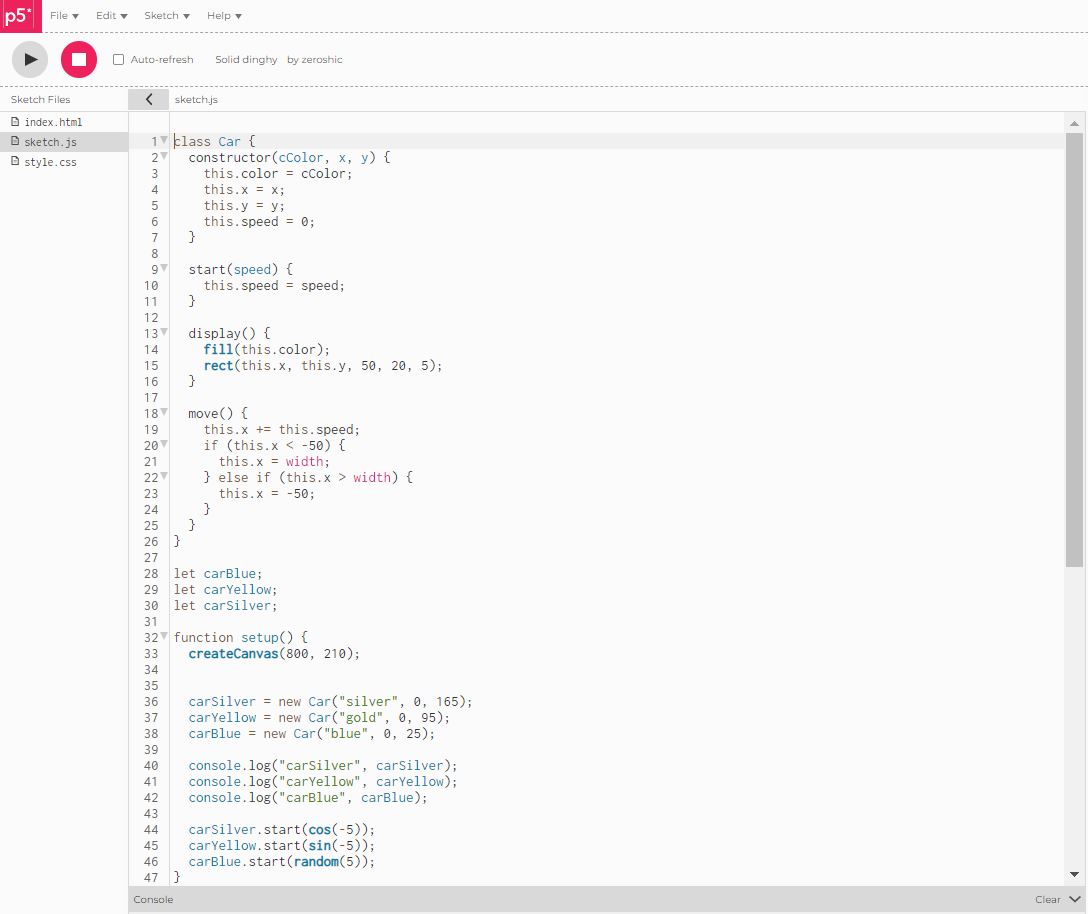 p5* File Edit Sketch Help
Auto-refresh Solid dinghy by zeroshic
Sketch Files
sketch.js
index.html
sketch.js
style.css
1 class Car {
2 constructor(cColor, x, y) {
3 this.color = cColor;
4 this.x = x;
5 this.y = y;
6 this.speed = 0;
7 }
8
9 start(speed) {
10 this.speed = speed;
11 }
12
13 display() {
14 fill(this.color);
15 rect(this.x, this.y, 50, 20, 5);
16 }
17
18 move() {
19 this.x += this.speed;
20 if (this.x < -50) {
21 this.x = width;
22 } else if (this.x > width) {
23 this.x = -50;
24 }
25 }
26 }
27
28 let carBlue;
29 let carYellow;
30 let carSilver;
31
32 function setup() {
33 createCanvas(800, 210);
34
35
36 carSilver = new Car("silver", 0, 165);
37 carYellow = new Car("gold", 0, 95);
38 carBlue = new Car("blue", 0, 25);
39
40 console.log("carSilver", carSilver);
41 console.log("carYellow", carYellow);
42 console.log("carBlue", carBlue);
43
44 carSilver.start(cos(-5));
45 carYellow.start(sin(-5));
46 carBlue.start(random(5));
47 }
Console Clear